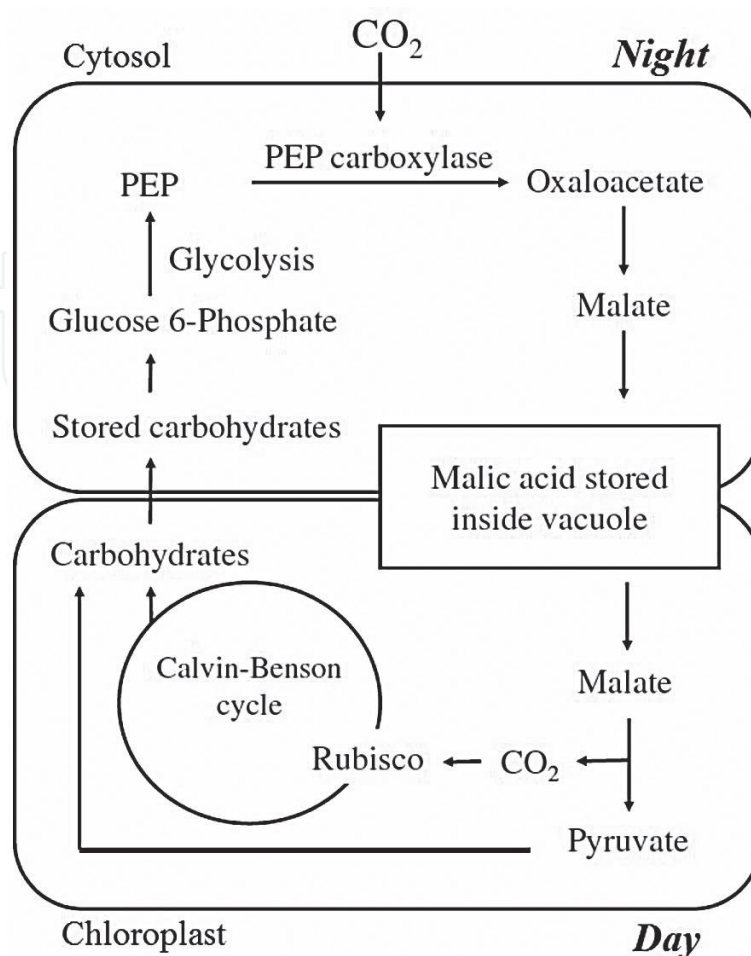 CO₂
Cytosol
Night
PEP carboxylase
PEP
Oxaloacetate
Glycolysis
Malate
Glucose 6-Phosphate
Stored carbohydrates
Malic acid stored
inside vacuole
Carbohydrates
Calvin-Benson
cycle
Malate
Rubisco
CO₂
Pyruvate
Chloroplast
Day